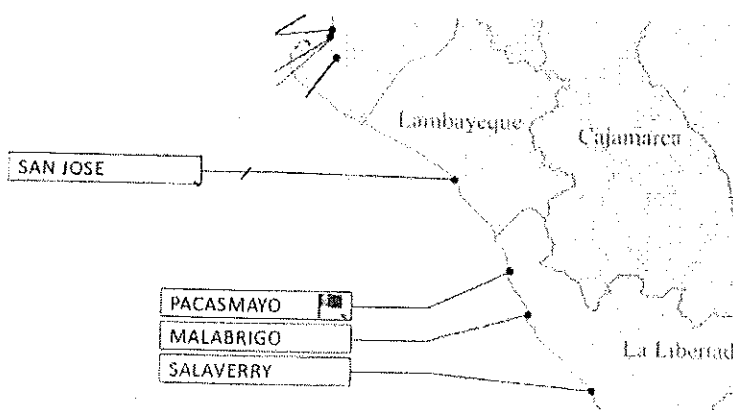 Lambayeque
Cajamarca
SAN JOSE
PACASMAYO
MALABRIGO
La Libertad
SALAVERRY